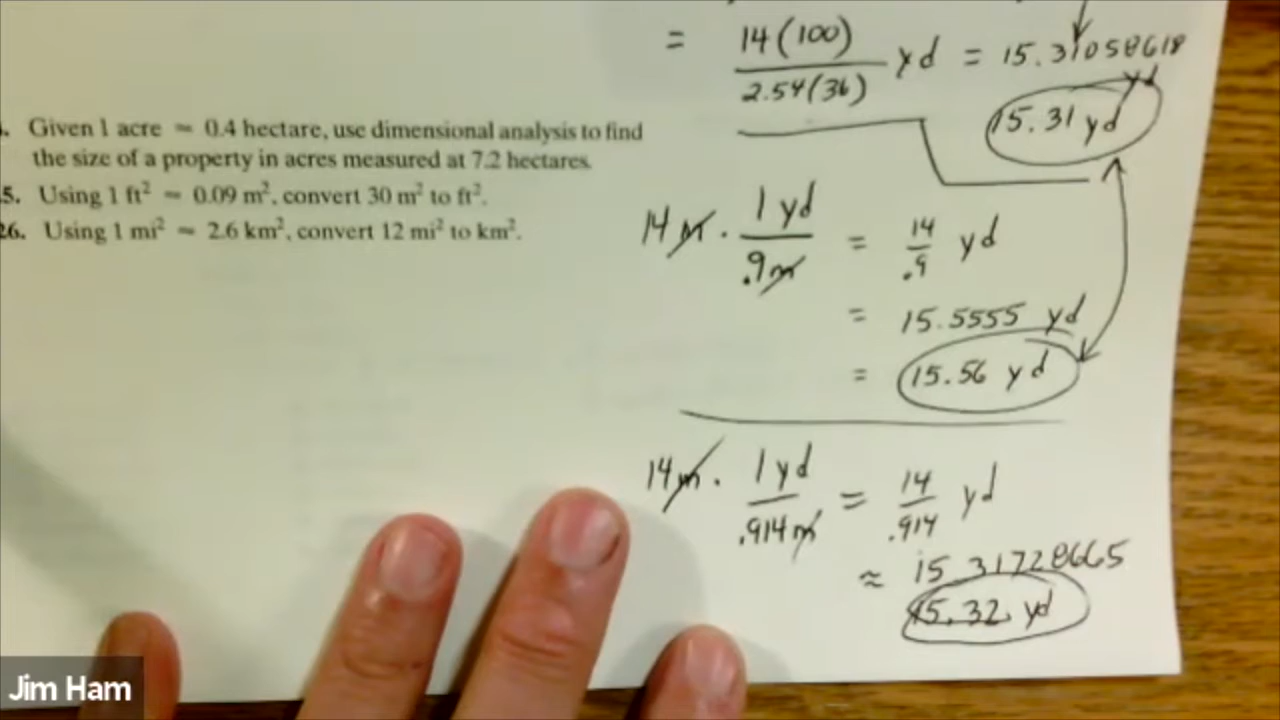 = 14(100) / 2.54(36) yd = 15.31058618 yd
15.31 yd
. Given 1 acre ≈ 0.4 hectare, use dimensional analysis to find
the size of a property in acres measured at 7.2 hectares.
5. Using 1 ft² ≈ 0.09 m², convert 30 m² to ft².
26. Using 1 mi² ≈ 2.6 km², convert 12 mi² to km².
14 m · 1 yd / .9m = 14 / .9 yd
= 15.5555 yd
= 15.56 yd
14 m · 1 yd / .914m = 14 / .914 yd
≈ 15.31728665
15.32 yd
Jim Ham